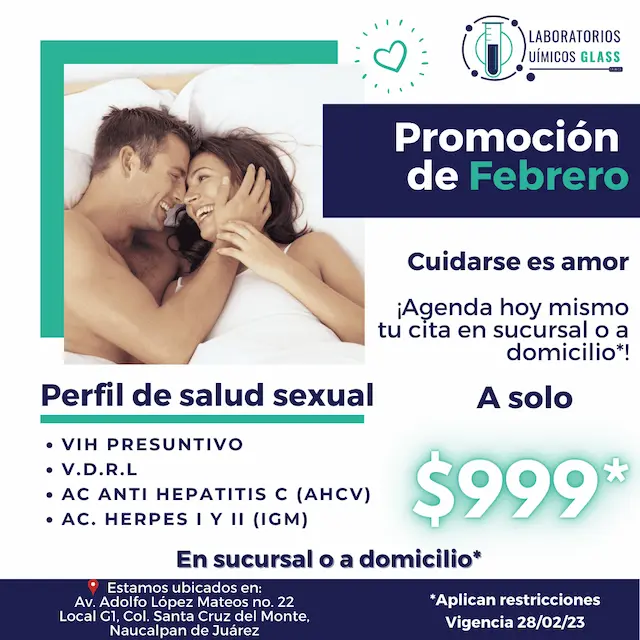 LABORATORIOS
UÍMICOS GLASS
Promoción
de Febrero
Cuidarse es amor
¡Agenda hoy mismo
tu cita en sucursal o a
domicilio*!
Perfil de salud sexual
• VIH PRESUNTIVO
• V.D.R.L
• AC ANTI HEPATITIS C (AHCV)
• AC. HERPES I Y II (IGM)
A solo
$999*
En sucursal o a domicilio*
Estamos ubicados en:
Av. Adolfo López Mateos no. 22
Local G1, Col. Santa Cruz del Monte,
Naucalpan de Juárez
*Aplican restricciones
Vigencia 28/02/23